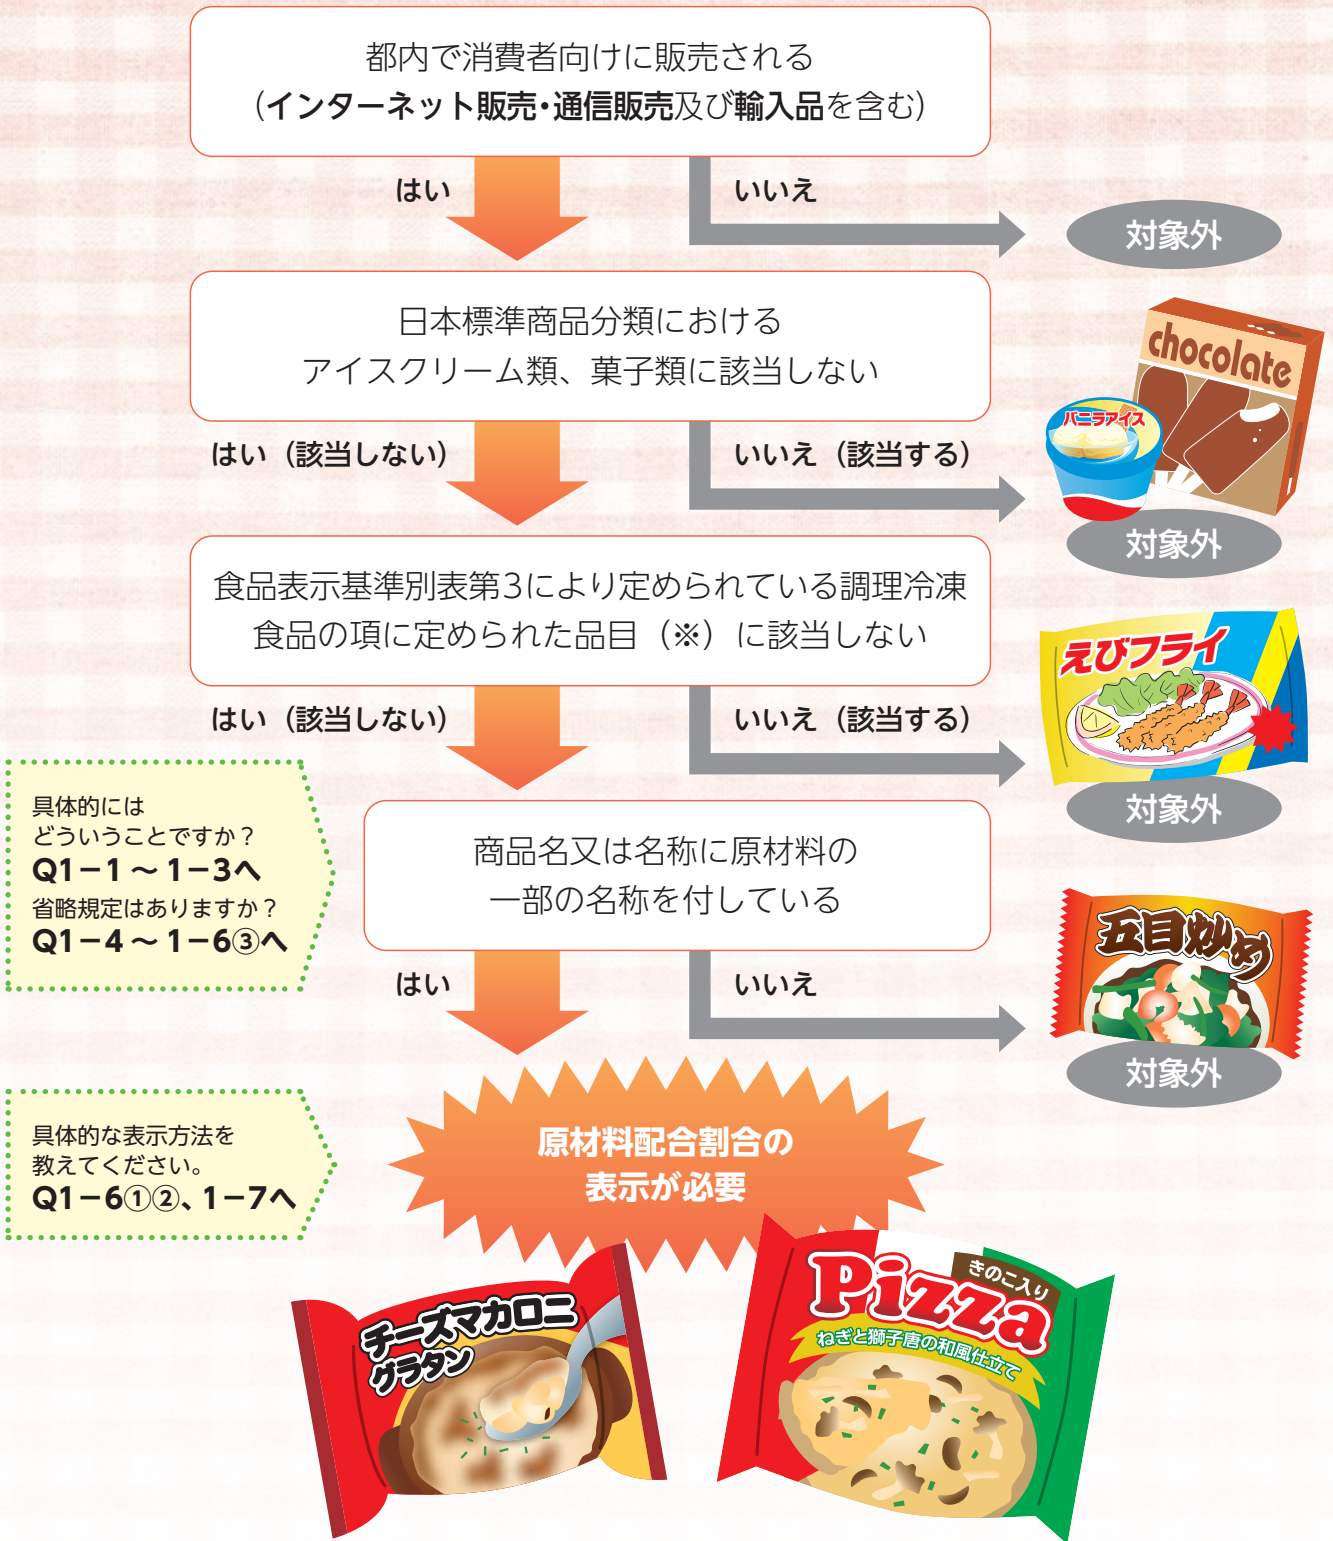 都内で消費者向けに販売される
（インターネット販売・通信販売及び輸入品を含む）
はい
いいえ
対象外
日本標準商品分類における
アイスクリーム類、菓子類に該当しない
chocolate
バニラアイス
はい（該当しない）
いいえ（該当する）
対象外
食品表示基準別表第3により定められている調理冷凍
食品の項に定められた品目（※）に該当しない
えびフライ
はい（該当しない）
いいえ（該当する）
対象外
具体的には
どういうことですか？
Q1－1～1－3へ
省略規定はありますか？
Q1－4～1－6③へ
商品名又は名称に原材料の
一部の名称を付している
五目炒め
はい
いいえ
対象外
具体的な表示方法を
教えてください。
Q1－6①②、1－7へ
原材料配合割合の
表示が必要
チーズマカロニ
グラタン
きのこ入り
Pizza
ねぎと獅子唐の和風仕立て